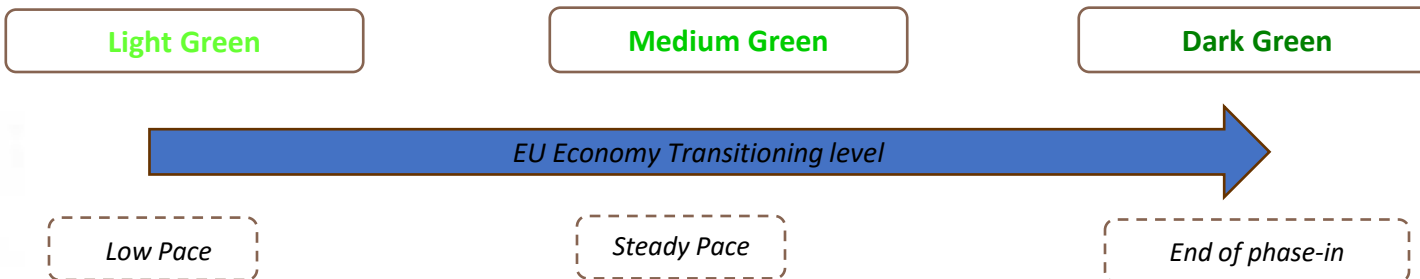 Light Green
Medium Green
Dark Green
EU Economy Transitioning level
Low Pace
Steady Pace
End of phase-in